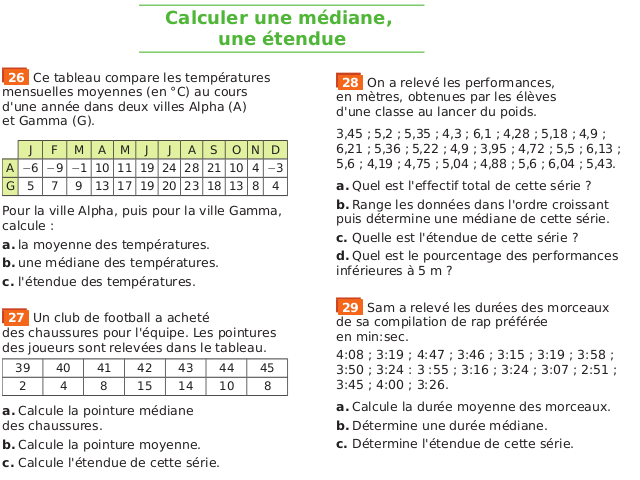 Calculer une médiane,
une étendue
26 Ce tableau compare les températures
mensuelles moyennes (en °C) au cours
d'une année dans deux villes Alpha (A)
et Gamma (G).
J F M A M J J A S O N D
A −6 −9 −1 10 11 19 24 28 21 10 4 −3
G 5 7 9 13 17 19 20 23 18 13 8 4
Pour la ville Alpha, puis pour la ville Gamma,
calcule :
a. la moyenne des températures.
b. une médiane des températures.
c. l'étendue des températures.
27 Un club de football a acheté
des chaussures pour l'équipe. Les pointures
des joueurs sont relevées dans le tableau.
39 40 41 42 43 44 45
2 4 8 15 14 10 8
a. Calcule la pointure médiane
des chaussures.
b. Calcule la pointure moyenne.
c. Calcule l'étendue de cette série.
28 On a relevé les performances,
en mètres, obtenues par les élèves
d'une classe au lancer du poids.
3,45 ; 5,2 ; 5,35 ; 4,3 ; 6,1 ; 4,28 ; 5,18 ; 4,9 ;
6,21 ; 5,36 ; 5,22 ; 4,9 ; 3,95 ; 4,72 ; 5,5 ; 6,13 ;
5,6 ; 4,19 ; 4,75 ; 5,04 ; 4,88 ; 5,6 ; 6,04 ; 5,43.
a. Quel est l'effectif total de cette série ?
b. Range les données dans l'ordre croissant
puis détermine une médiane de cette série.
c. Quelle est l'étendue de cette série ?
d. Quel est le pourcentage des performances
inférieures à 5 m ?
29 Sam a relevé les durées des morceaux
de sa compilation de rap préférée
en min:sec.
4:08 ; 3:19 ; 4:47 ; 3:46 ; 3:15 ; 3:19 ; 3:58 ;
3:50 ; 3:24 : 3 :55 ; 3:16 ; 3:24 ; 3:07 ; 2:51 ;
3:45 ; 4:00 ; 3:26.
a. Calcule la durée moyenne des morceaux.
b. Détermine une durée médiane.
c. Détermine l'étendue de cette série.